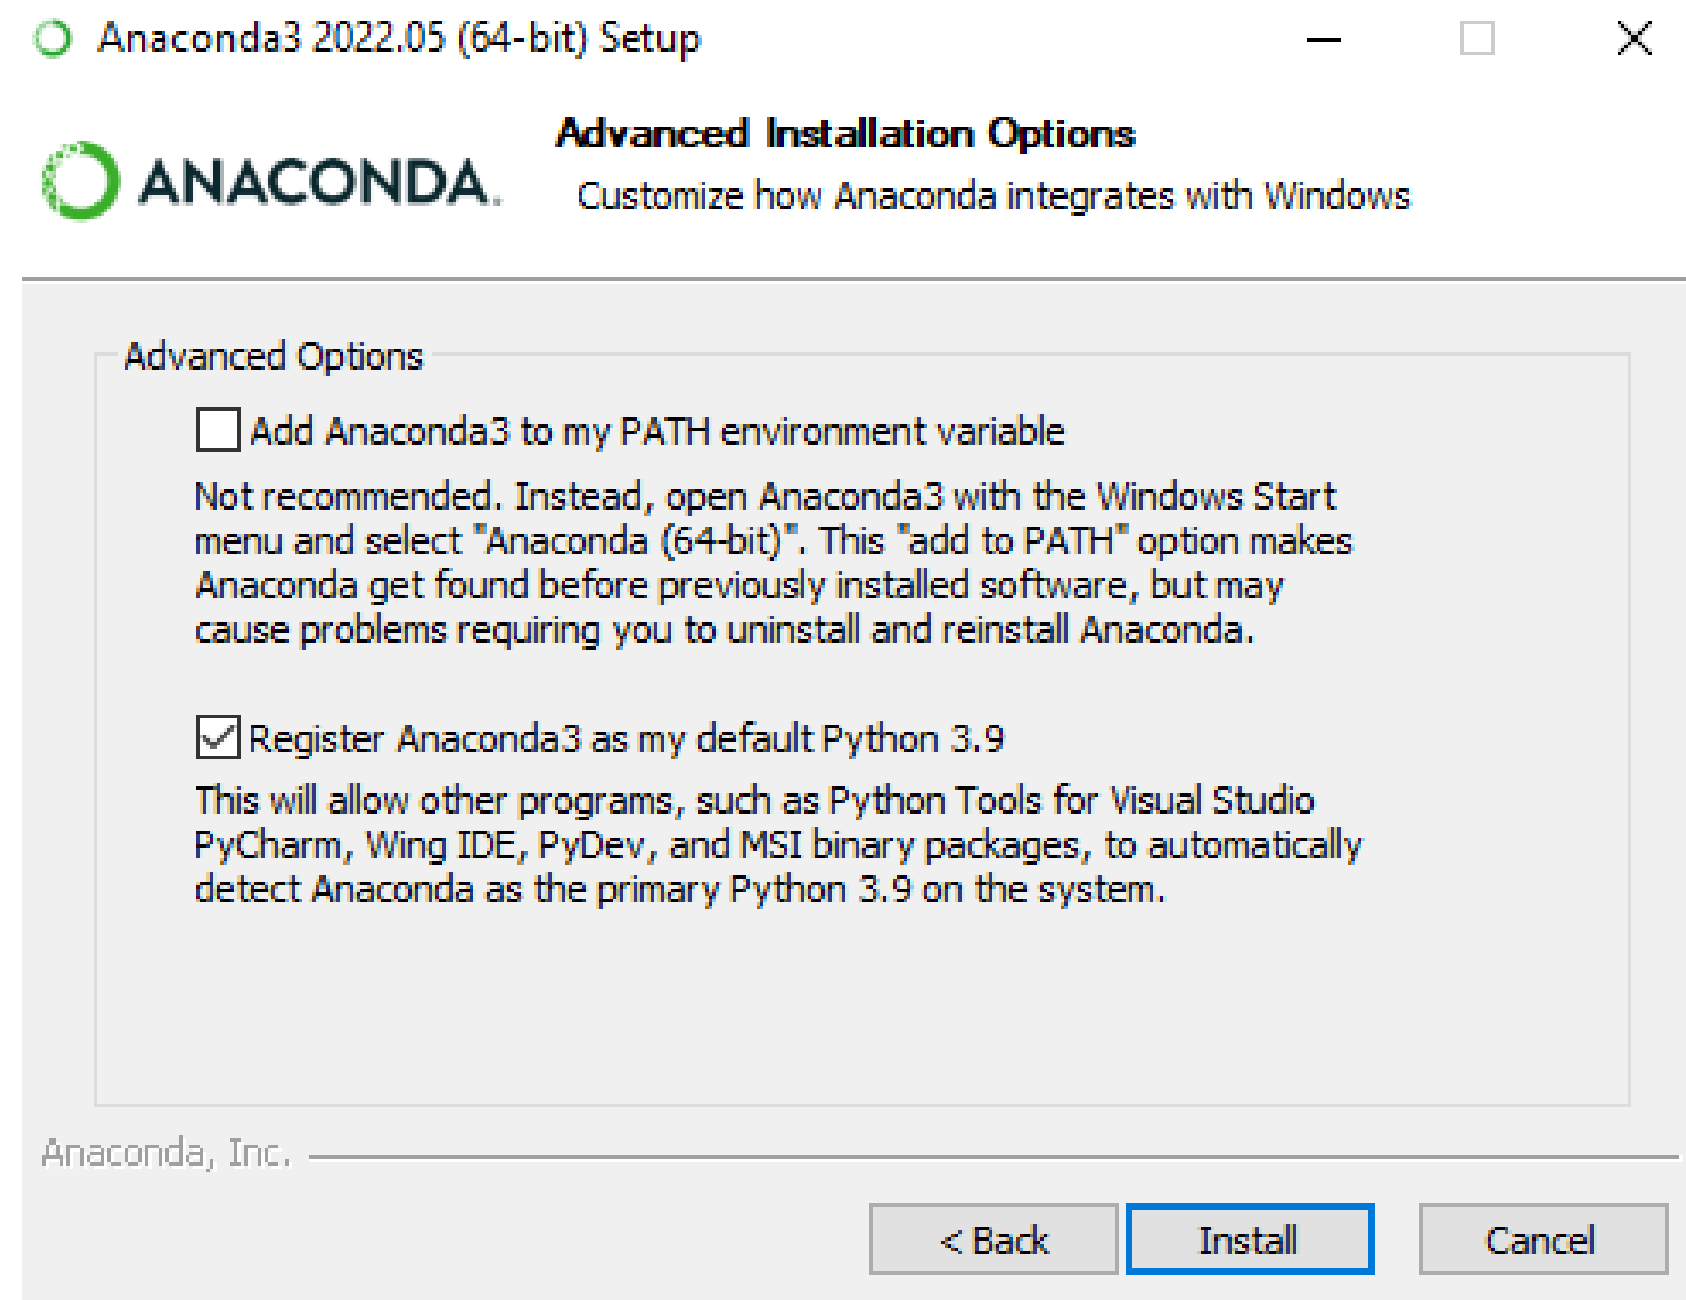 Anaconda3 2022.05 (64-bit) Setup
ANACONDA.
Advanced Installation Options
Customize how Anaconda integrates with Windows
Advanced Options
Add Anaconda3 to my PATH environment variable
Not recommended. Instead, open Anaconda3 with the Windows Start
menu and select "Anaconda (64-bit)". This "add to PATH" option makes
Anaconda get found before previously installed software, but may
cause problems requiring you to uninstall and reinstall Anaconda.
Register Anaconda3 as my default Python 3.9
This will allow other programs, such as Python Tools for Visual Studio
PyCharm, Wing IDE, PyDev, and MSI binary packages, to automatically
detect Anaconda as the primary Python 3.9 on the system.
Anaconda, Inc.
< Back Install Cancel